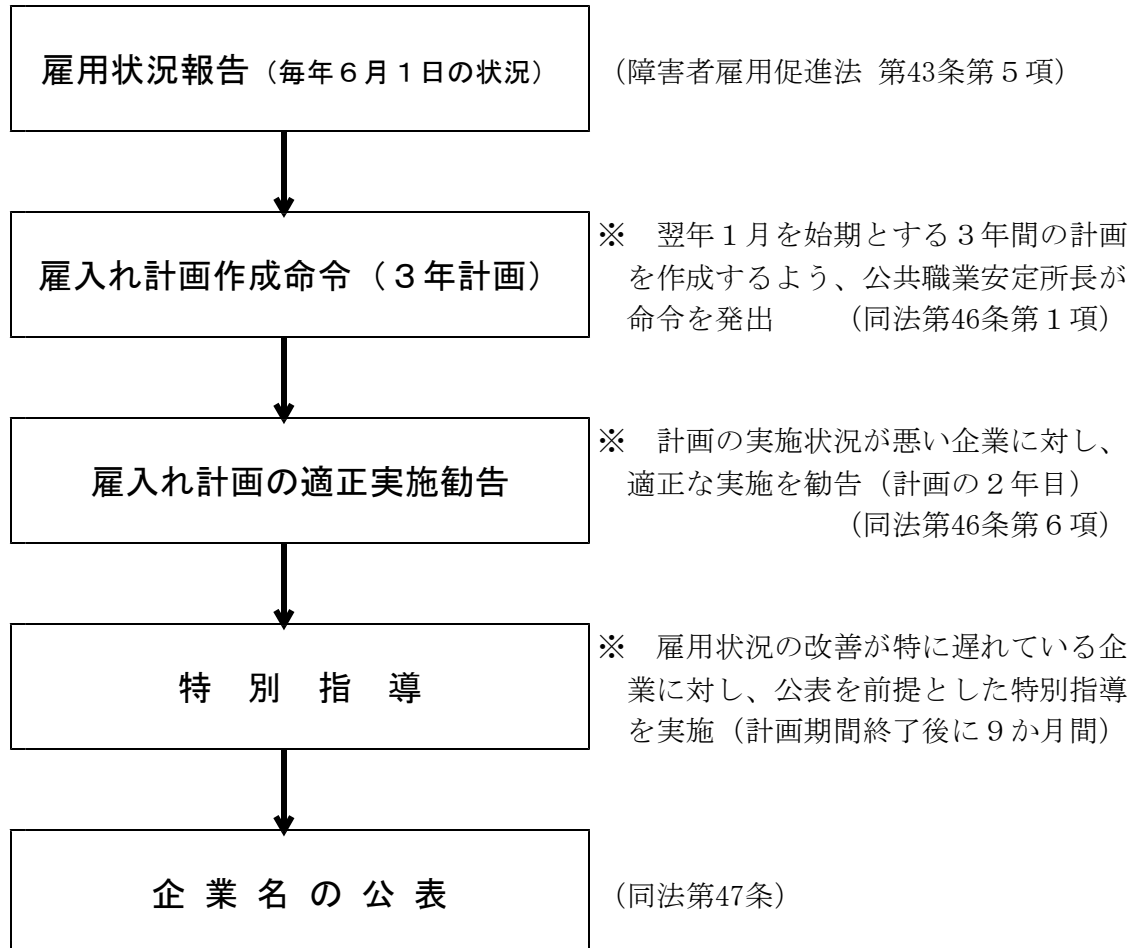 雇用状況報告（毎年６月１日の状況）
（障害者雇用促進法 第43条第５項）
雇入れ計画作成命令（３年計画）
※　翌年１月を始期とする３年間の計画
を作成するよう、公共職業安定所長が
命令を発出　　（同法第46条第１項）
雇入れ計画の適正実施勧告
※　計画の実施状況が悪い企業に対し、
適正な実施を勧告（計画の２年目）
（同法第46条第６項）
特　別　指　導
※　雇用状況の改善が特に遅れている企
業に対し、公表を前提とした特別指導
を実施（計画期間終了後に９か月間）
企 業 名 の 公 表
（同法第47条）